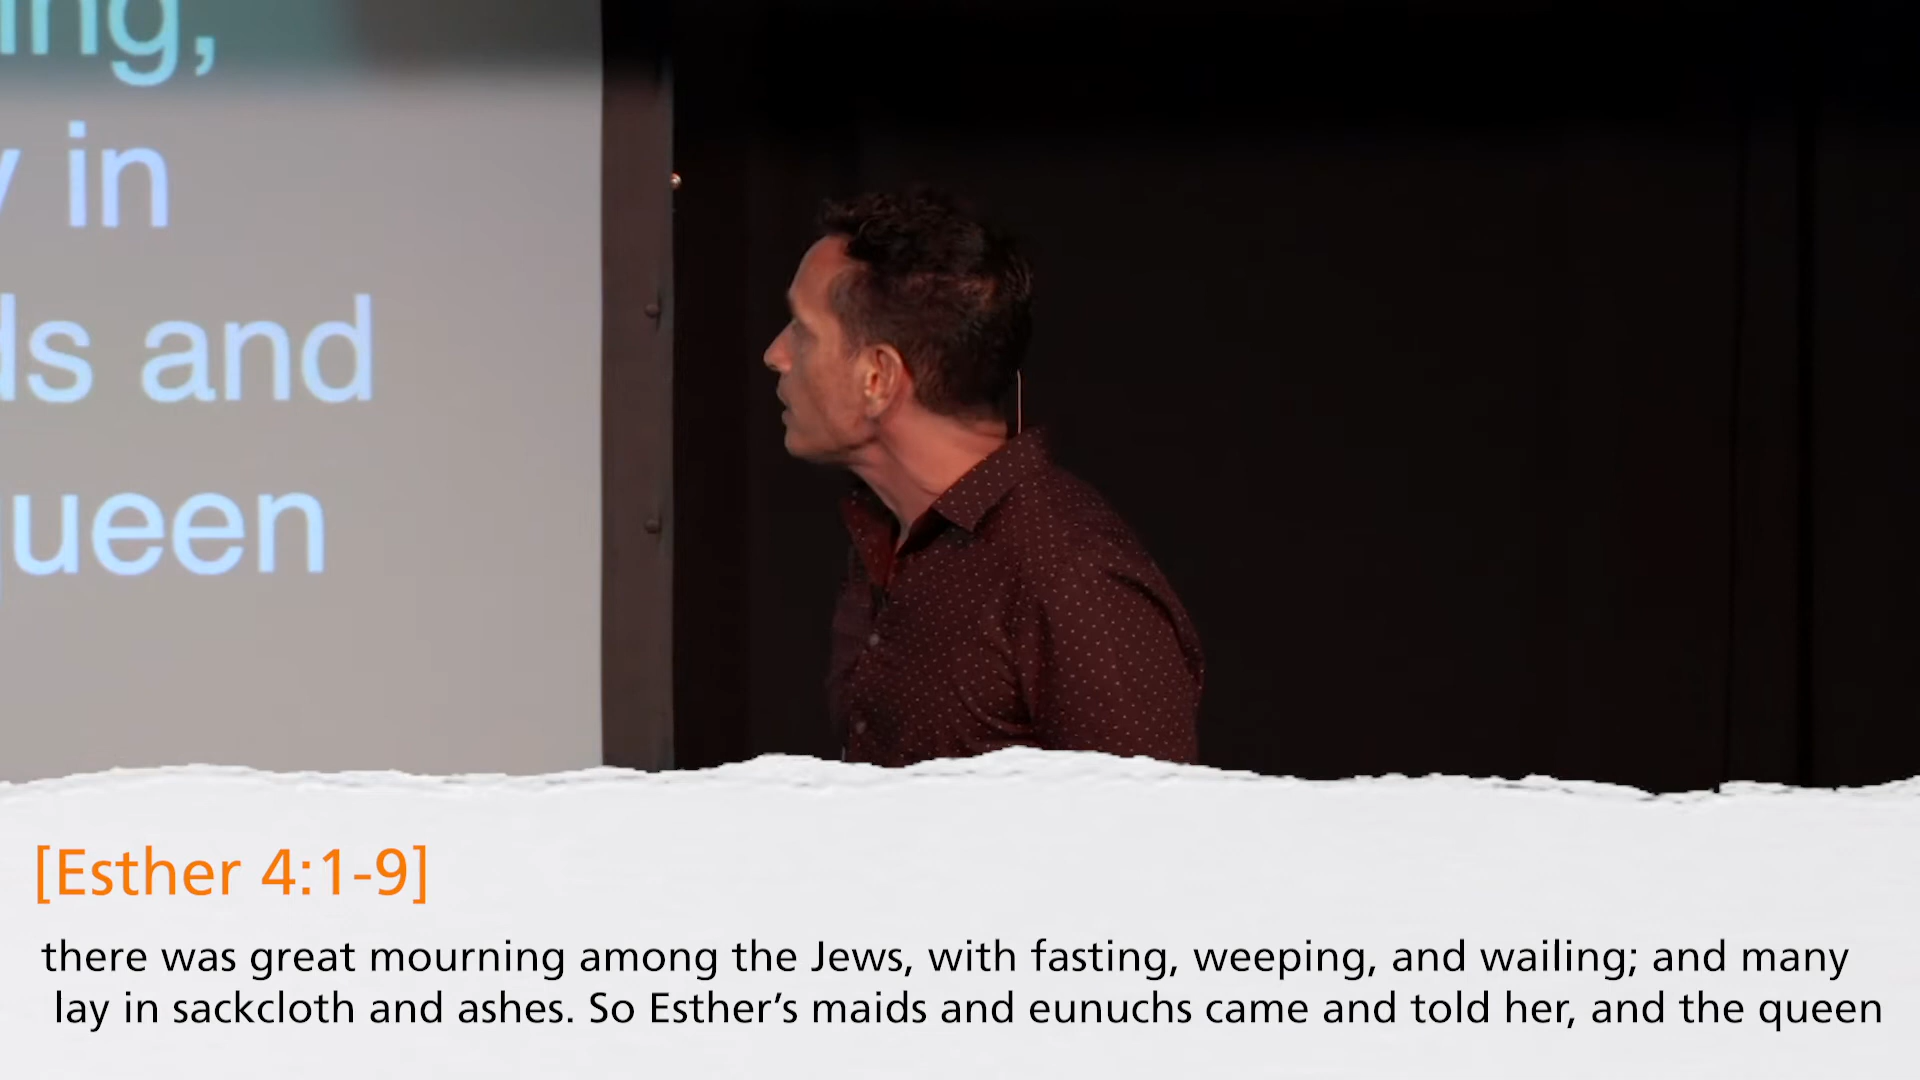 ing,
y in
ds and
queen
[Esther 4:1-9]
there was great mourning among the Jews, with fasting, weeping, and wailing; and many
lay in sackcloth and ashes. So Esther’s maids and eunuchs came and told her, and the queen